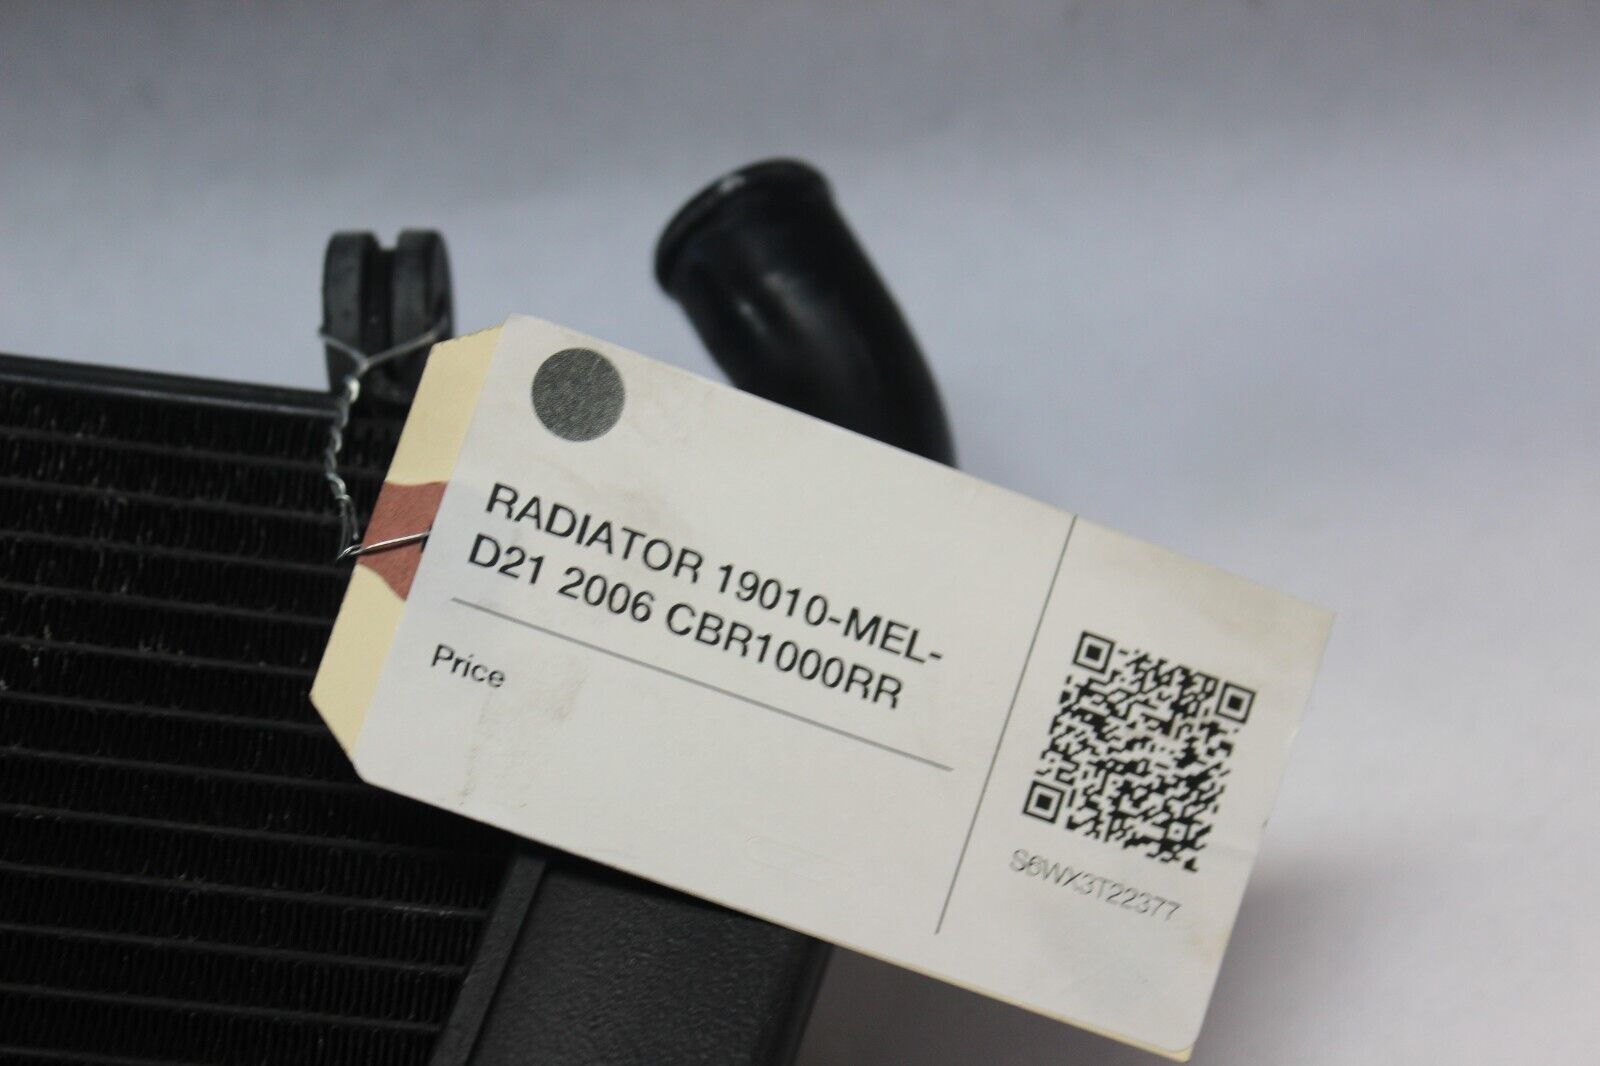 RADIATOR 19010-MEL-
D21 2006 CBR1000RR
Price
S6WX3T22377